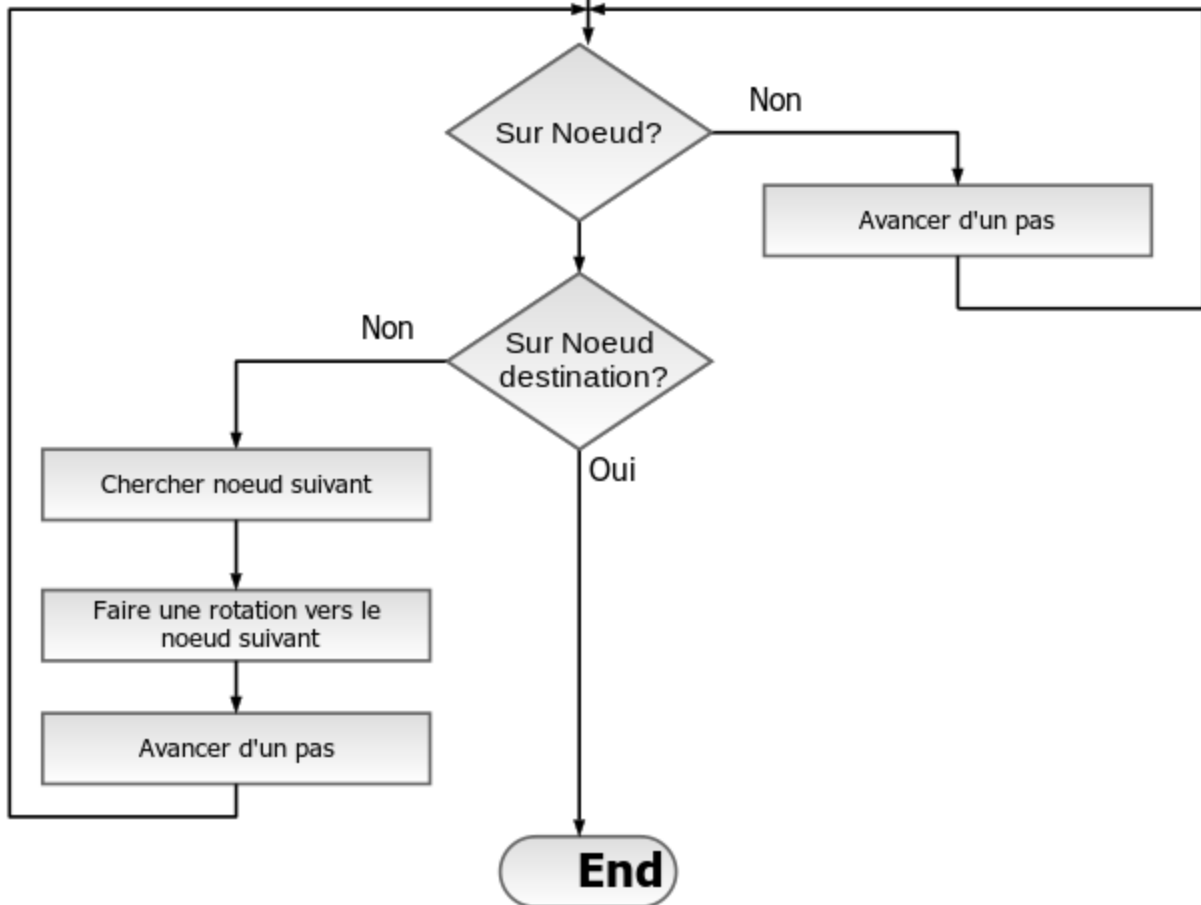 Non
Sur Noeud?
Avancer d'un pas
Non
Sur Noeud
destination?
Oui
Chercher noeud suivant
Faire une rotation vers le
noeud suivant
Avancer d'un pas
End